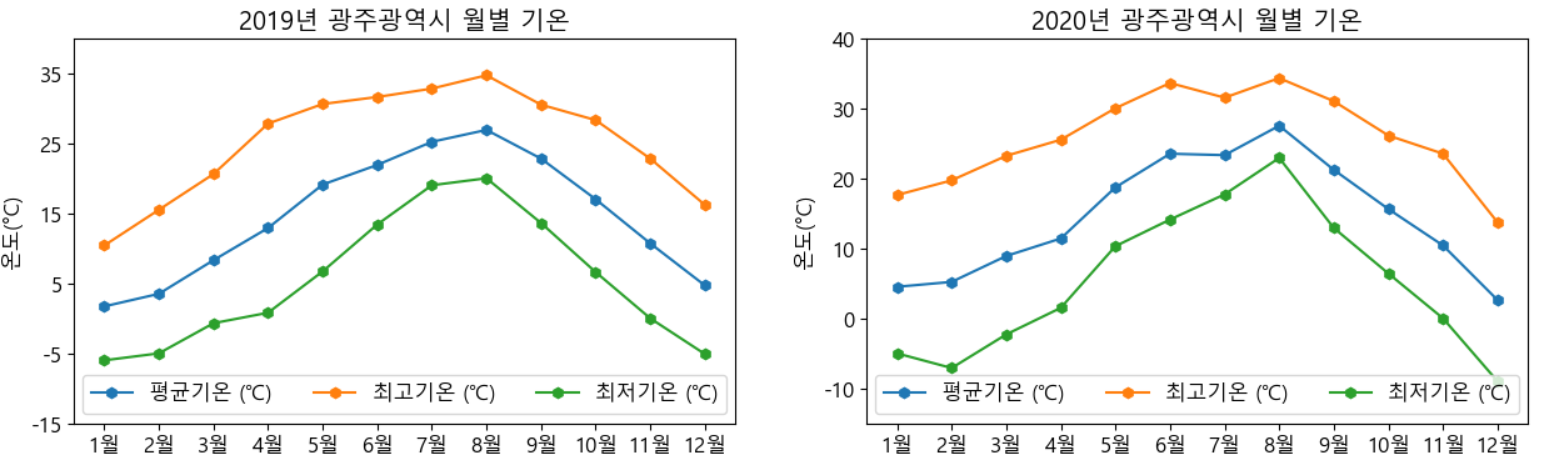 2019년 광주광역시 월별 기온
온도(℃)
35
25
15
5
-5
-15
평균기온 (℃) 최고기온 (℃) 최저기온 (℃)
1월 2월 3월 4월 5월 6월 7월 8월 9월 10월 11월 12월
2020년 광주광역시 월별 기온
온도(℃)
40
30
20
10
0
-10
평균기온 (℃) 최고기온 (℃) 최저기온 (℃)
1월 2월 3월 4월 5월 6월 7월 8월 9월 10월 11월 12월